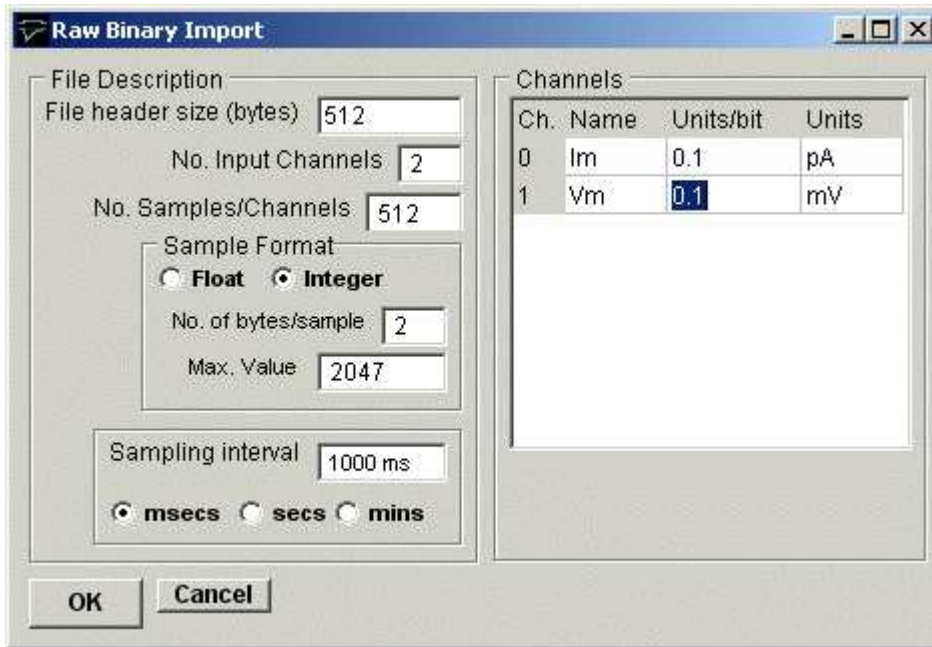 Raw Binary Import
File Description
File header size (bytes) 512
No. Input Channels 2
No. Samples/Channels 512
Sample Format
Float Integer
No. of bytes/sample 2
Max. Value 2047
Sampling interval 1000 ms
msecs secs mins
OK Cancel
Channels
Ch. Name Units/bit Units
0 Im 0.1 pA
1 Vm 0.1 mV